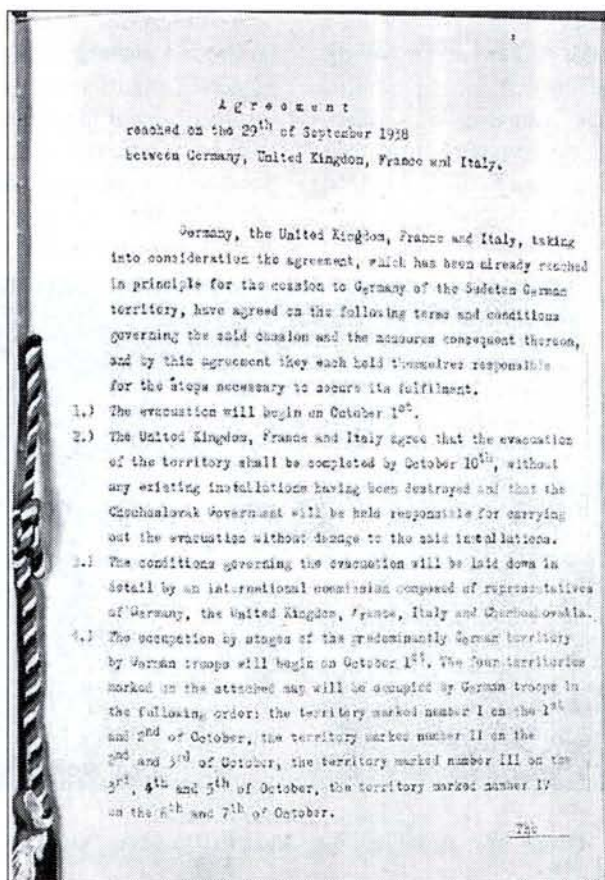 Agreement
reached on the 29th of September 1938
between Germany, United Kingdom, France and Italy.
Germany, the United Kingdom, France and Italy, taking
into consideration the agreement, which has been already reached
in principle for the cession to Germany of the Sudeten German
territory, have agreed on the following terms and conditions
governing the said cession and the measures consequent thereon,
and by this agreement they each hold themselves responsible
for the steps necessary to secure its fulfilment.
1.) The evacuation will begin on October 1st.
2.) The United Kingdom, France and Italy agree that the evacuation
of the territory shall be completed by October 10th, without
any existing installations having been destroyed and that the
Czechoslovak Government will be held responsible for carrying
out the evacuation without damage to the said installations.
3.) The conditions governing the evacuation will be laid down in
detail by an international commission composed of representatives
of Germany, the United Kingdom, France, Italy and Czechoslovakia.
4.) The occupation by stages of the predominantly German territory
by German troops will begin on October 1st. The four territories
marked on the attached map will be occupied by German troops in
the following order: the territory marked number I on the 1st
and 2nd of October, the territory marked number II on the
2nd and 3rd of October, the territory marked number III on the
3rd, 4th and 5th of October, the territory marked number IV
on the 6th and 7th of October.
The